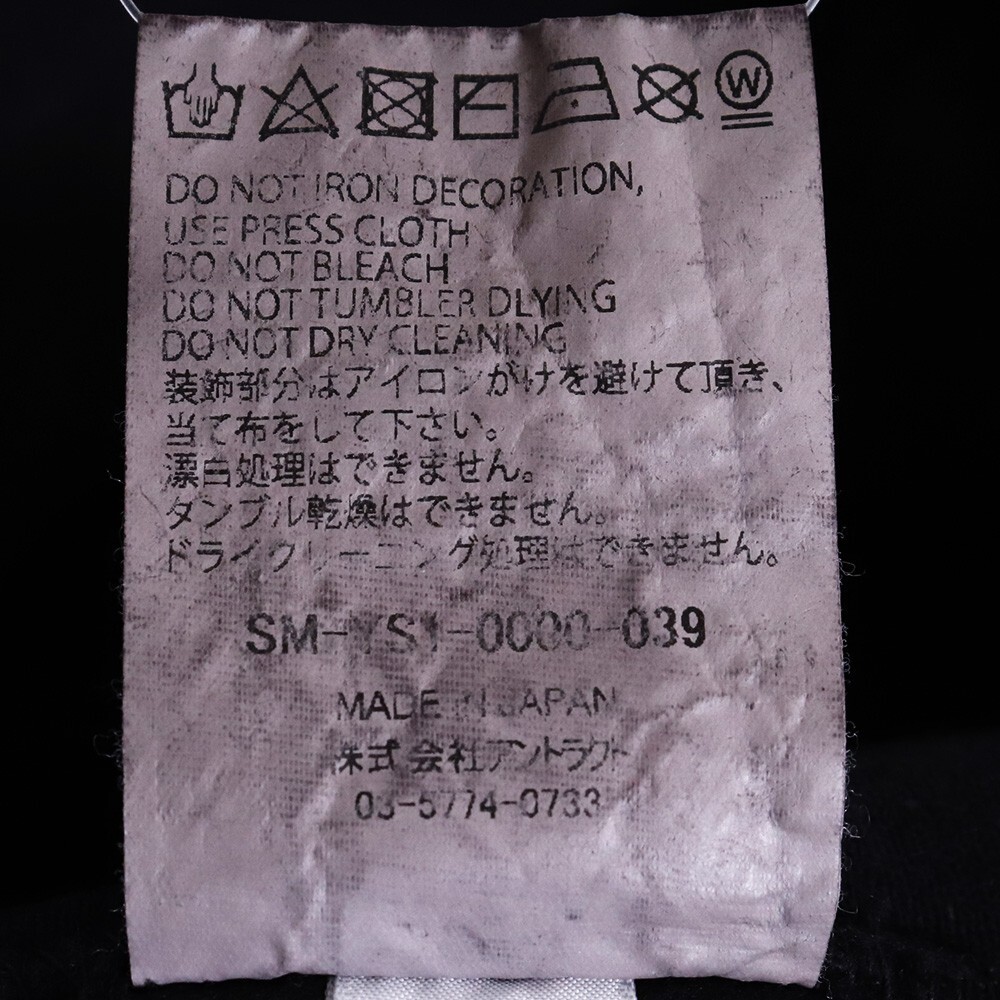 W
DO NOT IRON DECORATION,
USE PRESS CLOTH
DO NOT BLEACH
DO NOT TUMBLER DLYING
DO NOT DRY CLEANING
装飾部分はアイロンがけを避けて頂き、
当て布をして下さい。
漂白処理はできません。
タンブル乾燥はできません。
ドライクリーニング処理はできません。
SM-YS1-0000-039
MADE IN JAPAN
株式会社アントラクト
03-5774-0733